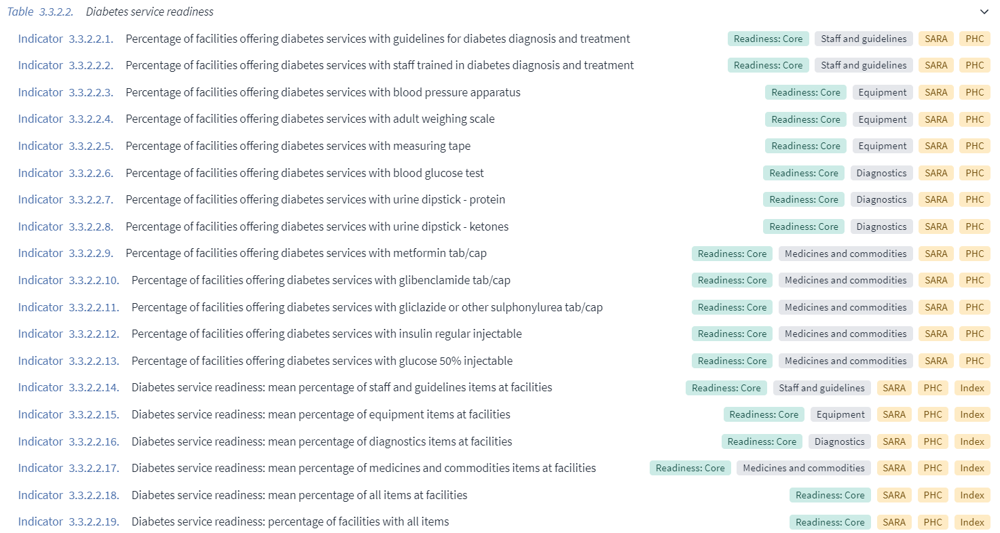 Table 3.3.2.2. Diabetes service readiness
Indicator 3.3.2.2.1. Percentage of facilities offering diabetes services with guidelines for diabetes diagnosis and treatment Readiness: Core Staff and guidelines SARA PHC
Indicator 3.3.2.2.2. Percentage of facilities offering diabetes services with staff trained in diabetes diagnosis and treatment Readiness: Core Staff and guidelines SARA PHC
Indicator 3.3.2.2.3. Percentage of facilities offering diabetes services with blood pressure apparatus Readiness: Core Equipment SARA PHC
Indicator 3.3.2.2.4. Percentage of facilities offering diabetes services with adult weighing scale Readiness: Core Equipment SARA PHC
Indicator 3.3.2.2.5. Percentage of facilities offering diabetes services with measuring tape Readiness: Core Equipment SARA PHC
Indicator 3.3.2.2.6. Percentage of facilities offering diabetes services with blood glucose test Readiness: Core Diagnostics SARA PHC
Indicator 3.3.2.2.7. Percentage of facilities offering diabetes services with urine dipstick - protein Readiness: Core Diagnostics SARA PHC
Indicator 3.3.2.2.8. Percentage of facilities offering diabetes services with urine dipstick - ketones Readiness: Core Diagnostics SARA PHC
Indicator 3.3.2.2.9. Percentage of facilities offering diabetes services with metformin tab/cap Readiness: Core Medicines and commodities SARA PHC
Indicator 3.3.2.2.10. Percentage of facilities offering diabetes services with glibenclamide tab/cap Readiness: Core Medicines and commodities SARA PHC
Indicator 3.3.2.2.11. Percentage of facilities offering diabetes services with gliclazide or other sulphonylurea tab/cap Readiness: Core Medicines and commodities SARA PHC
Indicator 3.3.2.2.12. Percentage of facilities offering diabetes services with insulin regular injectable Readiness: Core Medicines and commodities SARA PHC
Indicator 3.3.2.2.13. Percentage of facilities offering diabetes services with glucose 50% injectable Readiness: Core Medicines and commodities SARA PHC
Indicator 3.3.2.2.14. Diabetes service readiness: mean percentage of staff and guidelines items at facilities Readiness: Core Staff and guidelines SARA PHC Index
Indicator 3.3.2.2.15. Diabetes service readiness: mean percentage of equipment items at facilities Readiness: Core Equipment SARA PHC Index
Indicator 3.3.2.2.16. Diabetes service readiness: mean percentage of diagnostics items at facilities Readiness: Core Diagnostics SARA PHC Index
Indicator 3.3.2.2.17. Diabetes service readiness: mean percentage of medicines and commodities items at facilities Readiness: Core Medicines and commodities SARA PHC Index
Indicator 3.3.2.2.18. Diabetes service readiness: mean percentage of all items at facilities Readiness: Core SARA PHC Index
Indicator 3.3.2.2.19. Diabetes service readiness: percentage of facilities with all items Readiness: Core SARA PHC Index